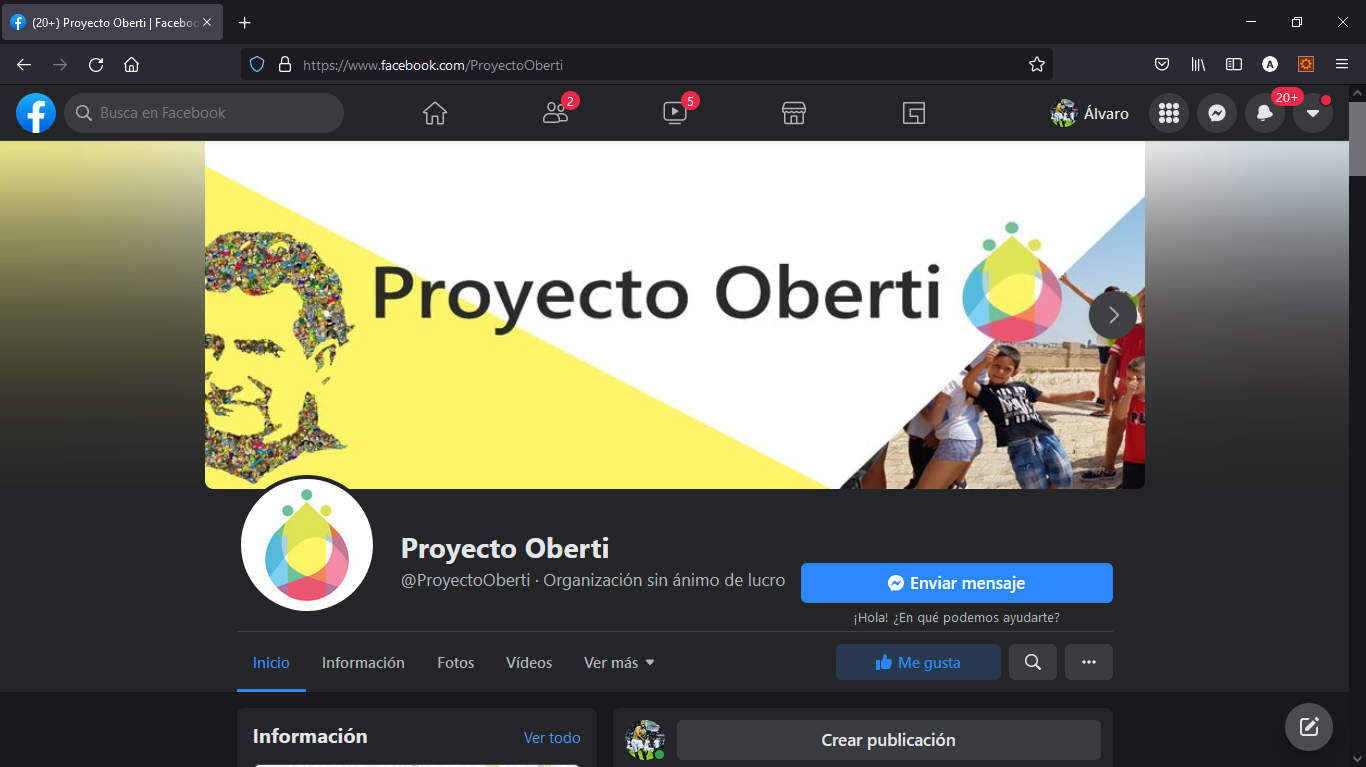 (20+) Proyecto Oberti | Faceboo
https://www.facebook.com/ProyectoOberti
A
Busca en Facebook
2
5
Álvaro
20+
Proyecto Oberti
Proyecto Oberti
@ProyectoOberti · Organización sin ánimo de lucro
Enviar mensaje
¡Hola! ¿En qué podemos ayudarte?
Inicio
Información
Fotos
Vídeos
Ver más
Me gusta
Información
Ver todo
Crear publicación